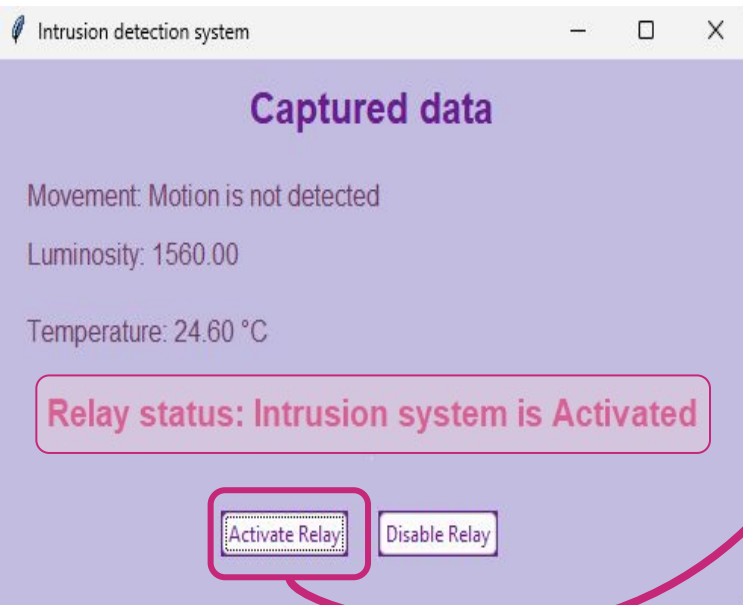 Intrusion detection system
Captured data
Movement: Motion is not detected
Luminosity: 1560.00
Temperature: 24.60 °C
Relay status: Intrusion system is Activated
Activate Relay Disable Relay